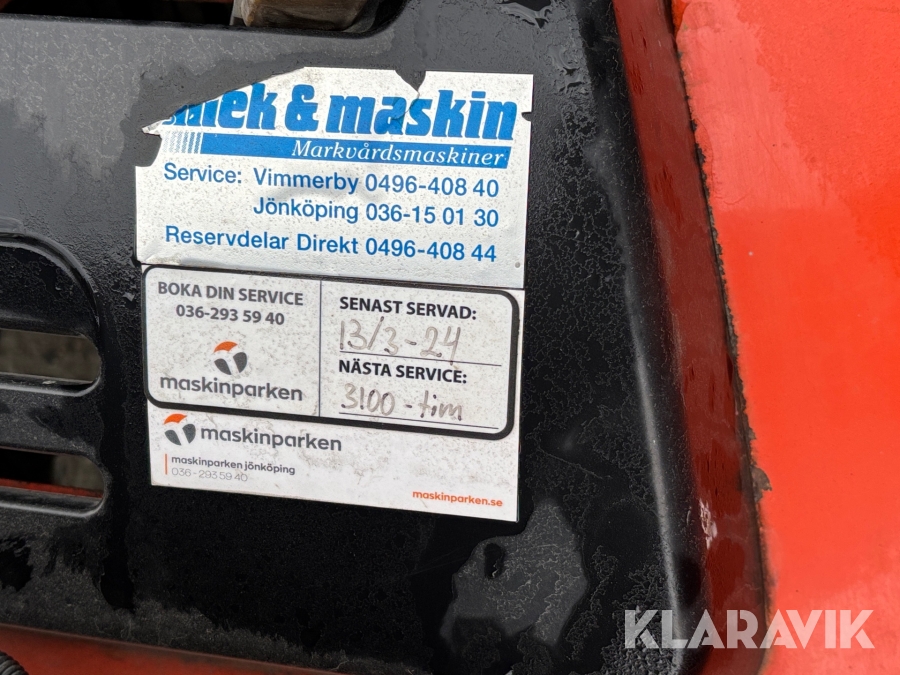 & maskin
Markvårdsmaskiner
Service: Vimmerby 0496-408 40
Jönköping 036-15 01 30
Reservdelar Direkt 0496-408 44
BOKA DIN SERVICE
036-293 59 40
maskinparken
SENAST SERVAD:
13/3-24
NÄSTA SERVICE:
3100-tim
maskinparken
maskinparken jönköping
036-293 59 40
maskinparken.se
KLARAVIK